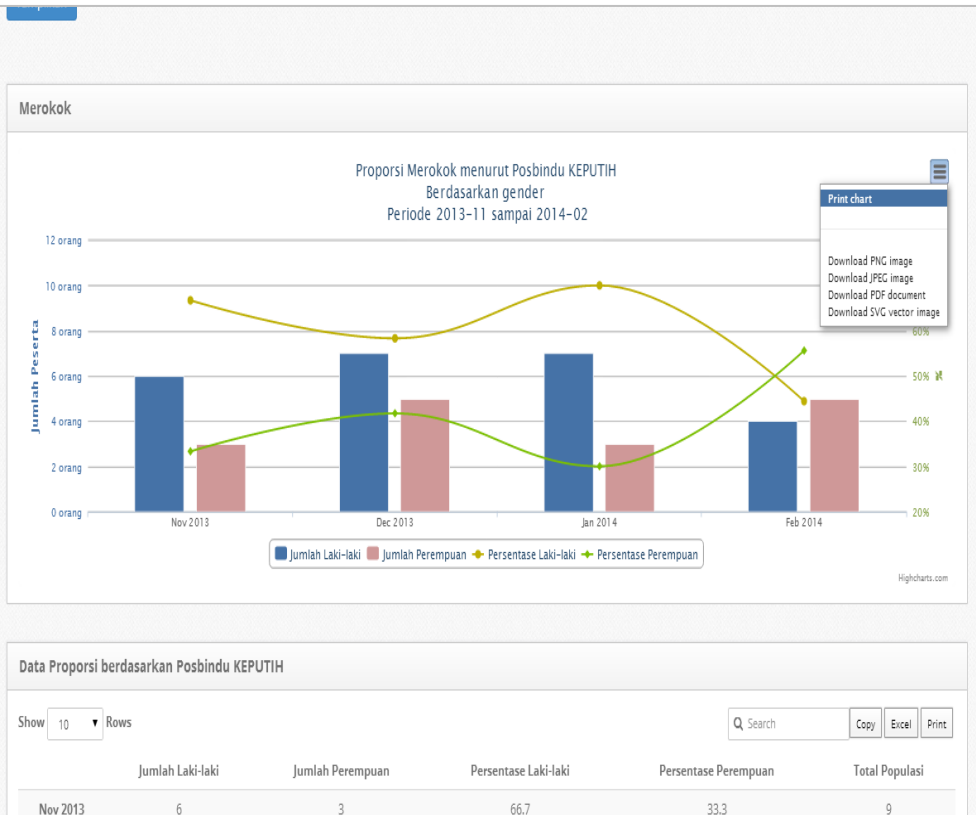 Merokok
Proporsi Merokok menurut Posbindu KEPUTIH
Berdasarkan gender
Periode 2013-11 sampai 2014-02
Print chart
Download PNG image
Download JPEG image
Download PDF document
Download SVG vector image
Jumlah Peserta
12 orang
10 orang
8 orang
6 orang
4 orang
2 orang
0 orang
60%
50% %
40%
30%
20%
Nov 2013 Dec 2013 Jan 2014 Feb 2014
Jumlah Laki-laki Jumlah Perempuan Persentase Laki-laki Persentase Perempuan
Highcharts.com
Data Proporsi berdasarkan Posbindu KEPUTIH
Show 10 Rows
Search Copy Excel Print
Jumlah Laki-laki Jumlah Perempuan Persentase Laki-laki Persentase Perempuan Total Populasi
Nov 2013 6 3 66.7 33.3 9